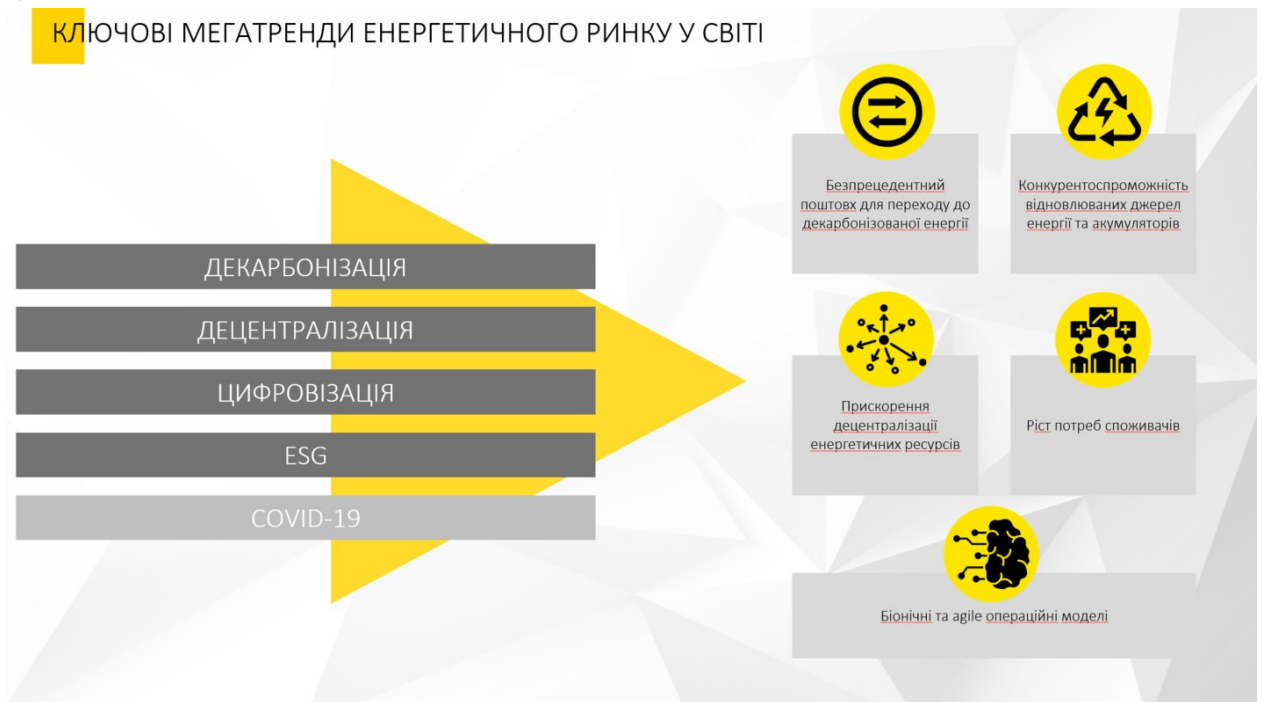 КЛЮЧОВІ МЕГАТРЕНДИ ЕНЕРГЕТИЧНОГО РИНКУ У СВІТІ
ДЕКАРБОНІЗАЦІЯ
ДЕЦЕНТРАЛІЗАЦІЯ
ЦИФРОВІЗАЦІЯ
ESG
COVID-19
Безпрецедентний
поштовх для переходу до
декарбонізованої енергії
Конкурентоспроможність
відновлюваних джерел
енергії та акумуляторів
Прискорення
децентралізації
енергетичних ресурсів
Ріст потреб споживачів
Біонічні та agile операційні моделі